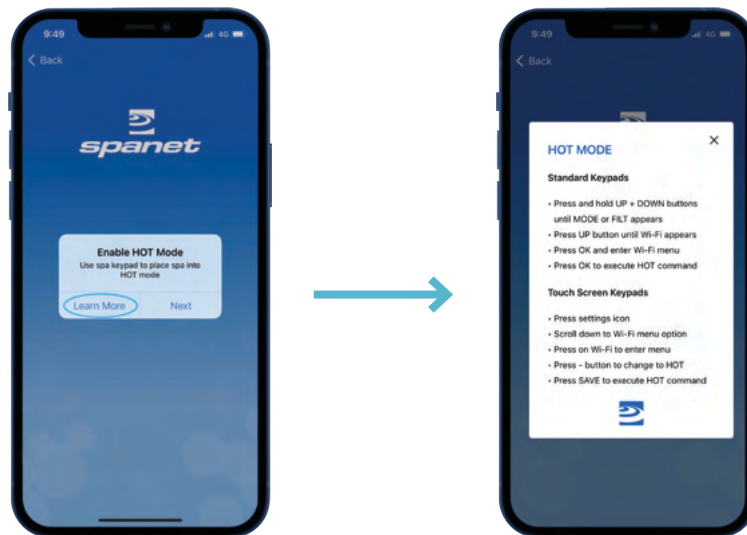 9:49
4G
Back
spanet
Enable HOT Mode
Use spa keypad to place spa into
HOT mode
Learn More
Next
9:49
4G
Back
HOT MODE
Standard Keypads
• Press and hold UP + DOWN buttons
until MODE or FILT appears
• Press UP button until Wi-Fi appears
• Press OK and enter Wi-Fi menu
• Press OK to execute HOT command
Touch Screen Keypads
• Press settings icon
• Scroll down to Wi-Fi menu option
• Press on Wi-Fi to enter menu
• Press - button to change to HOT
• Press SAVE to execute HOT command